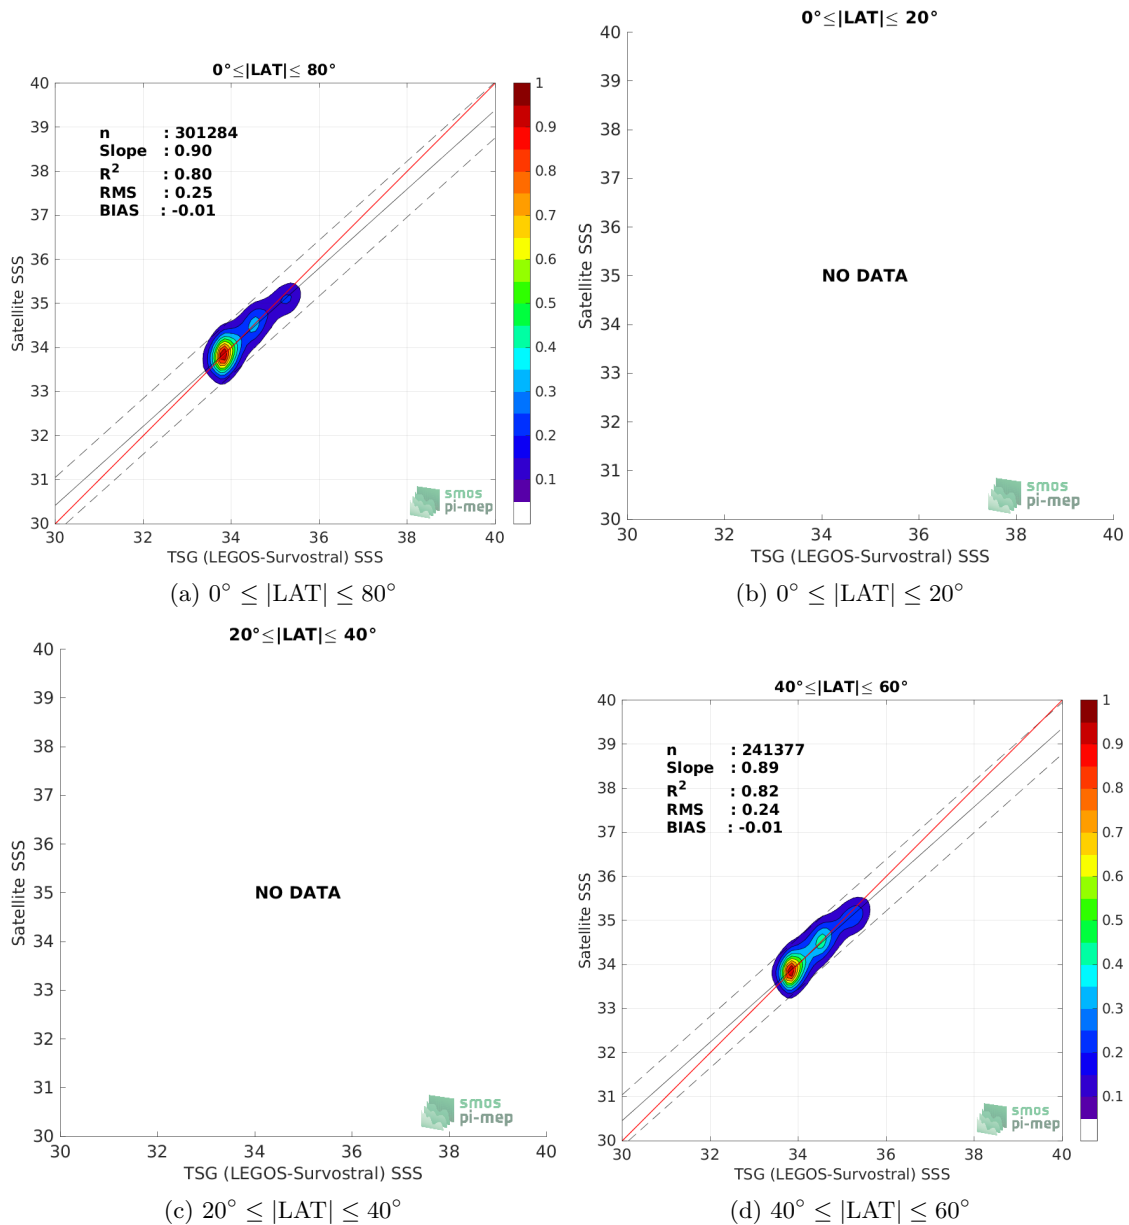 0°≤|LAT|≤ 80°
40
39
38
37
36
35
34
33
32
31
30
Satellite SSS
n : 301284
Slope : 0.90
R² : 0.80
RMS : 0.25
BIAS : -0.01
1
0.9
0.8
0.7
0.6
0.5
0.4
0.3
0.2
0.1
smos
pi-mep
30 32 34 36 38 40
TSG (LEGOS-Survostral) SSS
(a) 0° ≤ |LAT| ≤ 80°
0°≤|LAT|≤ 20°
40
39
38
37
36
35
34
33
32
31
30
Satellite SSS
NO DATA
smos
pi-mep
30 32 34 36 38 40
TSG (LEGOS-Survostral) SSS
(b) 0° ≤ |LAT| ≤ 20°
20°≤|LAT|≤ 40°
40
39
38
37
36
35
34
33
32
31
30
Satellite SSS
NO DATA
smos
pi-mep
30 32 34 36 38 40
TSG (LEGOS-Survostral) SSS
(c) 20° ≤ |LAT| ≤ 40°
40°≤|LAT|≤ 60°
40
39
38
37
36
35
34
33
32
31
30
Satellite SSS
n : 241377
Slope : 0.89
R² : 0.82
RMS : 0.24
BIAS : -0.01
1
0.9
0.8
0.7
0.6
0.5
0.4
0.3
0.2
0.1
smos
pi-mep
30 32 34 36 38 40
TSG (LEGOS-Survostral) SSS
(d) 40° ≤ |LAT| ≤ 60°